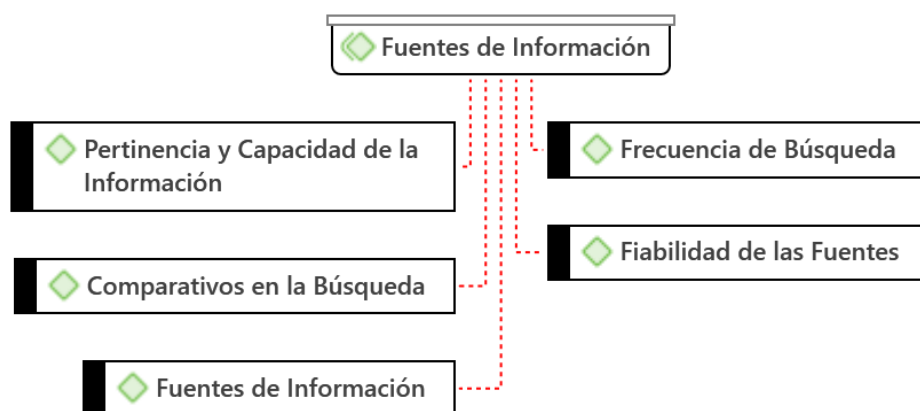 Fuentes de Información
Pertinencia y Capacidad de la
Información
Comparativos en la Búsqueda
Fuentes de Información
Frecuencia de Búsqueda
Fiabilidad de las Fuentes